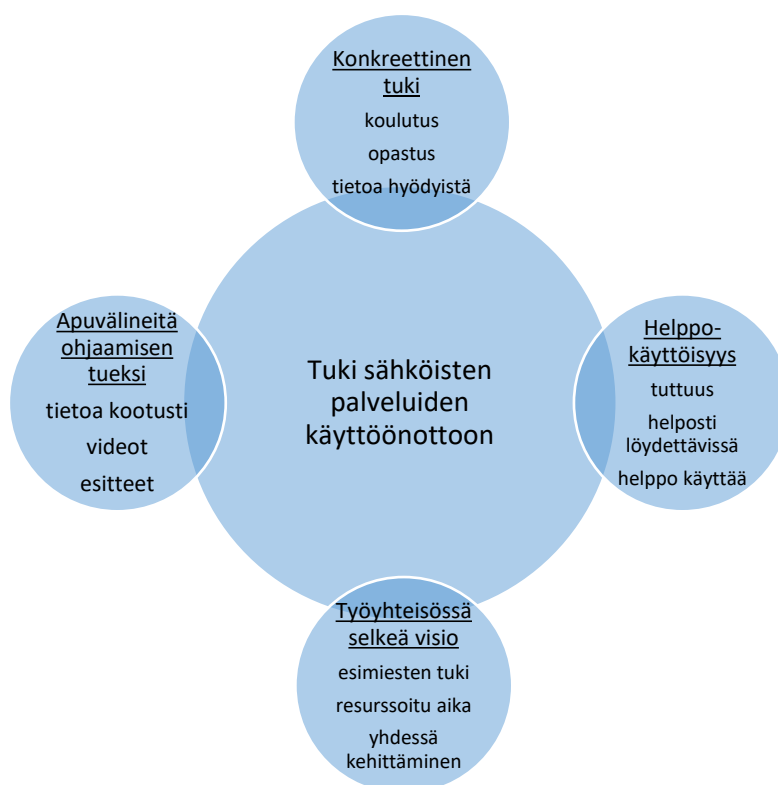 Konkreettinen
tuki
koulutus
opastus
tietoa hyödyistä
Apuvälineitä
ohjaamisen
tueksi
tietoa kootusti
videot
esitteet
Tuki sähköisten
palveluiden
käyttöönottoon
Helppo-
käyttöisyys
tuttuus
helposti
löydettävissä
helppo käyttää
Työyhteisössä
selkeä visio
esimiesten tuki
resurssoitu aika
yhdessä
kehittäminen